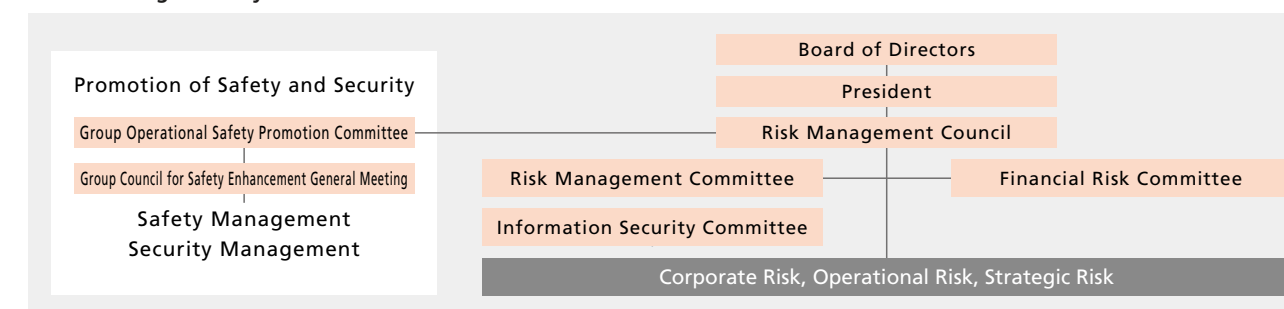 Promotion of Safety and Security
Group Operational Safety Promotion Committee
Group Council for Safety Enhancement General Meeting
Safety Management
Security Management
Board of Directors
President
Risk Management Council
Risk Management Committee
Financial Risk Committee
Information Security Committee
Corporate Risk, Operational Risk, Strategic Risk